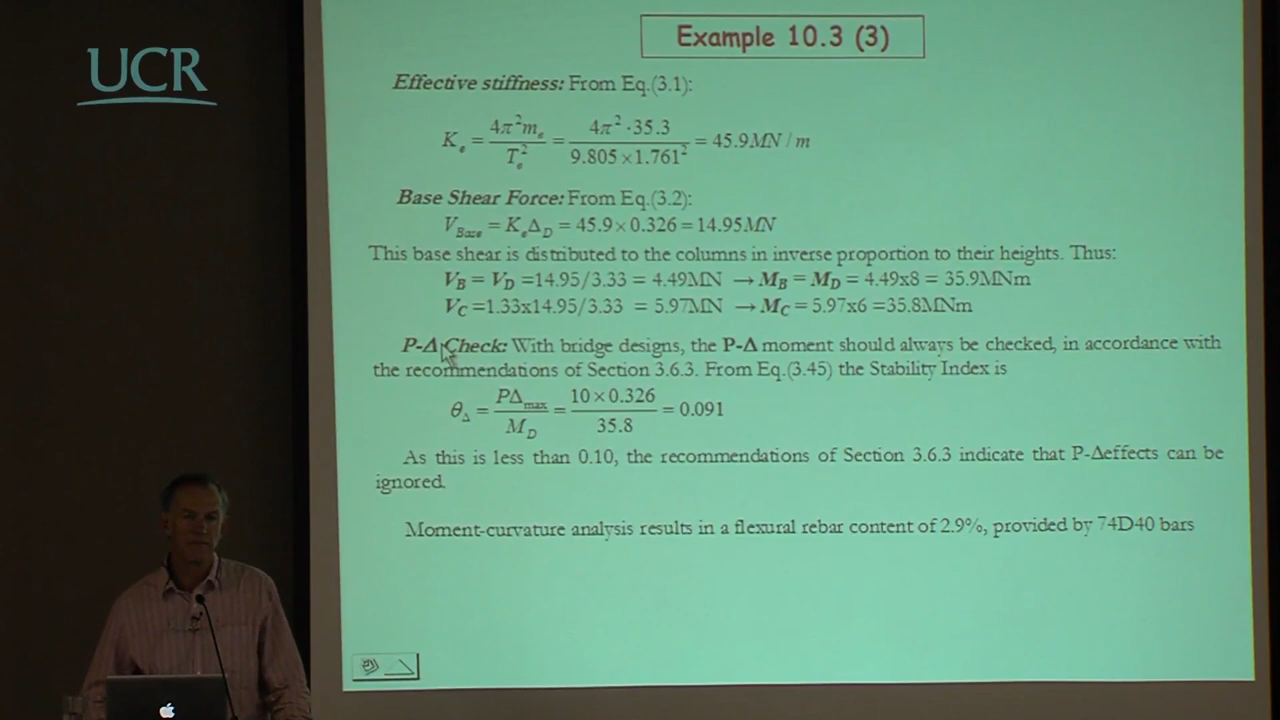 UCR
Example 10.3 (3)
Effective stiffness: From Eq.(3.1):
K_e = 4π²m_e / T_e² = 4π²·35.3 / 9.805×1.761² = 45.9MN/m
Base Shear Force: From Eq.(3.2):
V_Base = K_eΔ_D = 45.9×0.326 = 14.95MN
This base shear is distributed to the columns in inverse proportion to their heights. Thus:
V_B = V_D =14.95/3.33 = 4.49MN → M_B = M_D = 4.49x8 = 35.9MNm
V_C =1.33x14.95/3.33 = 5.97MN → M_C = 5.97x6 =35.8MNm
P-Δ Check: With bridge designs, the P-Δ moment should always be checked, in accordance with
the recommendations of Section 3.6.3. From Eq.(3.45) the Stability Index is
θ_Δ = PΔ_max / M_D = 10×0.326 / 35.8 = 0.091
As this is less than 0.10, the recommendations of Section 3.6.3 indicate that P-Δeffects can be
ignored.
Moment-curvature analysis results in a flexural rebar content of 2.9%, provided by 74D40 bars